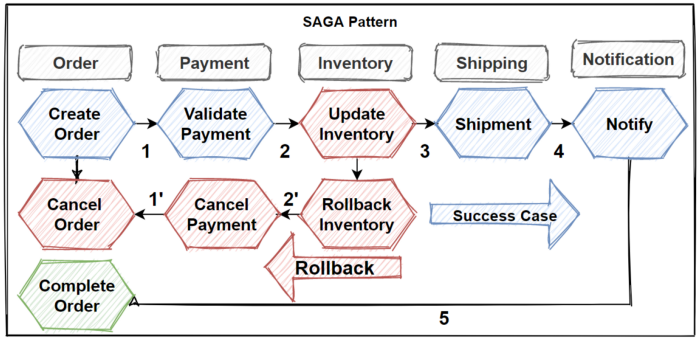 SAGA Pattern
Order
Payment
Inventory
Shipping
Notification
Create
Order
Validate
Payment
Update
Inventory
Shipment
Notify
1
2
3
4
Cancel
Order
1'
Cancel
Payment
2'
Rollback
Inventory
Success Case
Rollback
Complete
Order
5